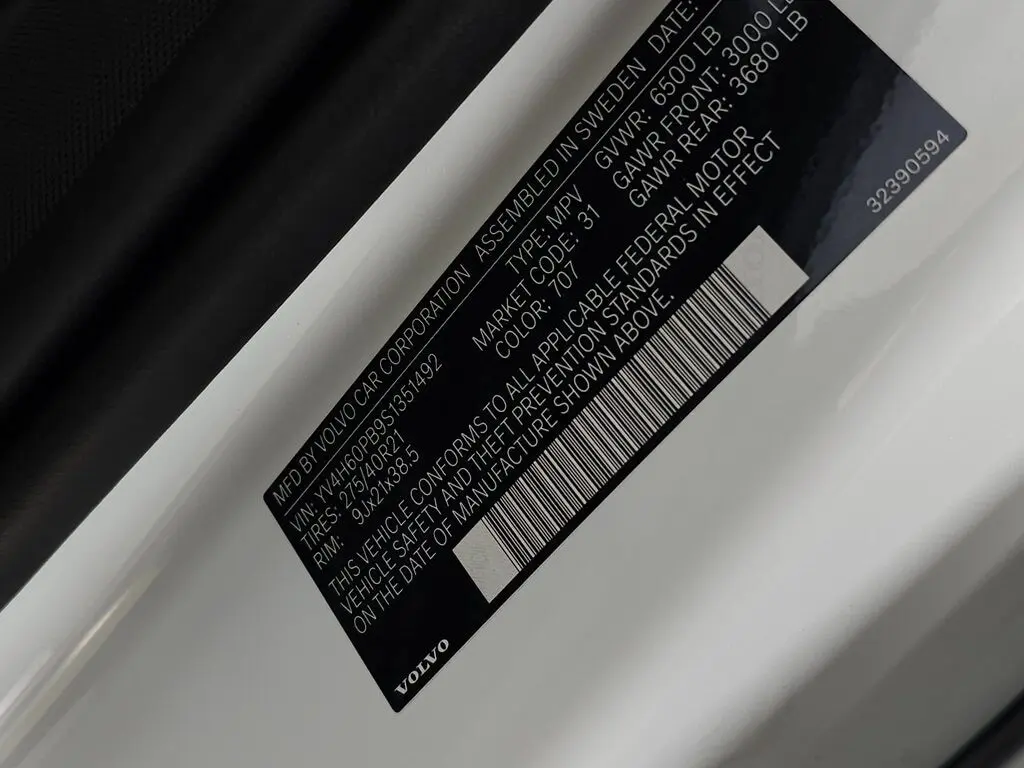 MFD BY VOLVO CAR CORPORATION ASSEMBLED IN SWEDEN DATE:
VIN: YV4H60PB9S1351492 TYPE: MPV GVWR: 6500 LB
TIRES: 275/40R21 MARKET CODE: 31 GAWR FRONT: 3000 LB
RIM: 9Jx21x38.5 COLOR: 707 GAWR REAR: 3680 LB
THIS VEHICLE CONFORMS TO ALL APPLICABLE FEDERAL MOTOR
VEHICLE SAFETY AND THEFT PREVENTION STANDARDS IN EFFECT
ON THE DATE OF MANUFACTURE SHOWN ABOVE.
VOLVO
32390594